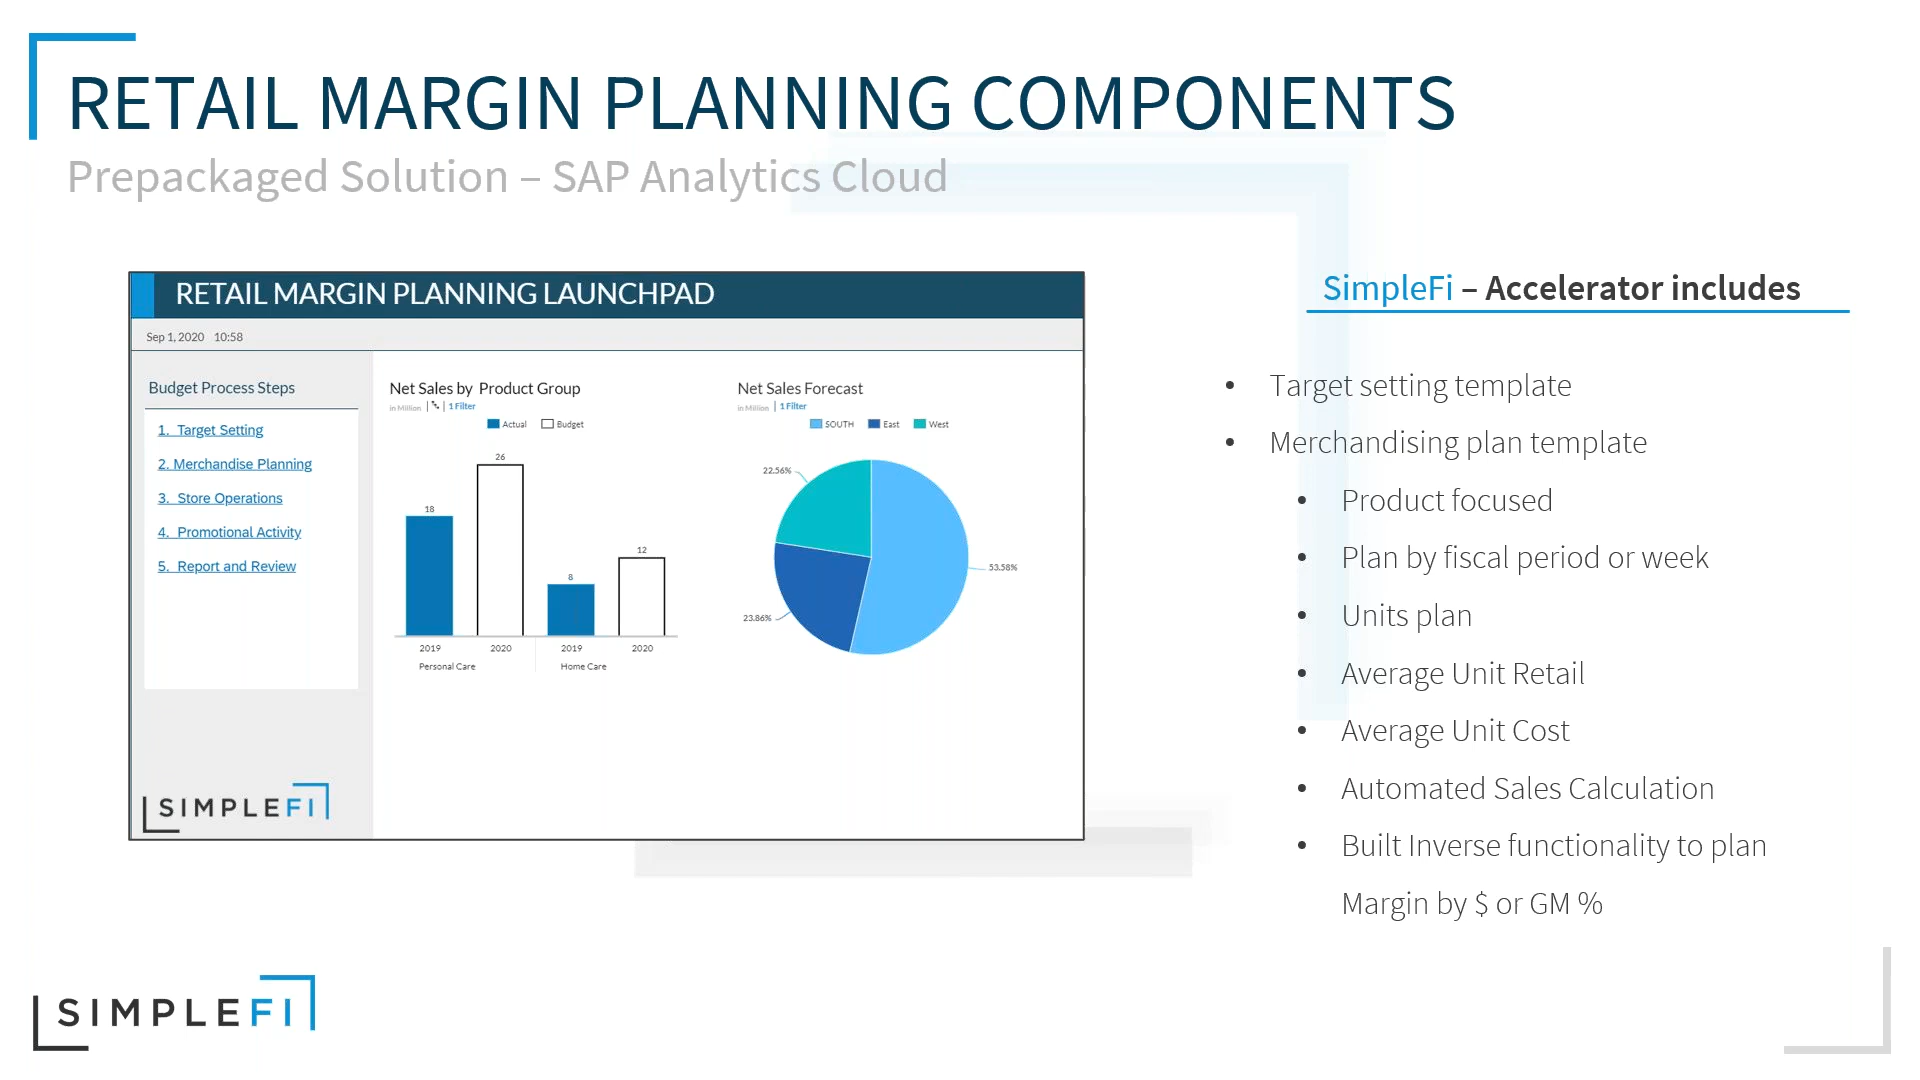 RETAIL MARGIN PLANNING COMPONENTS
Prepackaged Solution – SAP Analytics Cloud
RETAIL MARGIN PLANNING LAUNCHPAD
Sep 1, 2020 10:58
Budget Process Steps
1. Target Setting
2. Merchandise Planning
3. Store Operations
4. Promotional Activity
5. Report and Review
SIMPLEFI
Net Sales by Product Group
in Million | 1 Filter
Actual Budget
18
26
8
12
2019 2020 2019 2020
Personal Care Home Care
Net Sales Forecast
in Million | 1 Filter
SOUTH East West
22.56%
53.58%
23.86%
SimpleFi – Accelerator includes
• Target setting template
• Merchandising plan template
• Product focused
• Plan by fiscal period or week
• Units plan
• Average Unit Retail
• Average Unit Cost
• Automated Sales Calculation
• Built Inverse functionality to plan
Margin by $ or GM %
SIMPLEFI